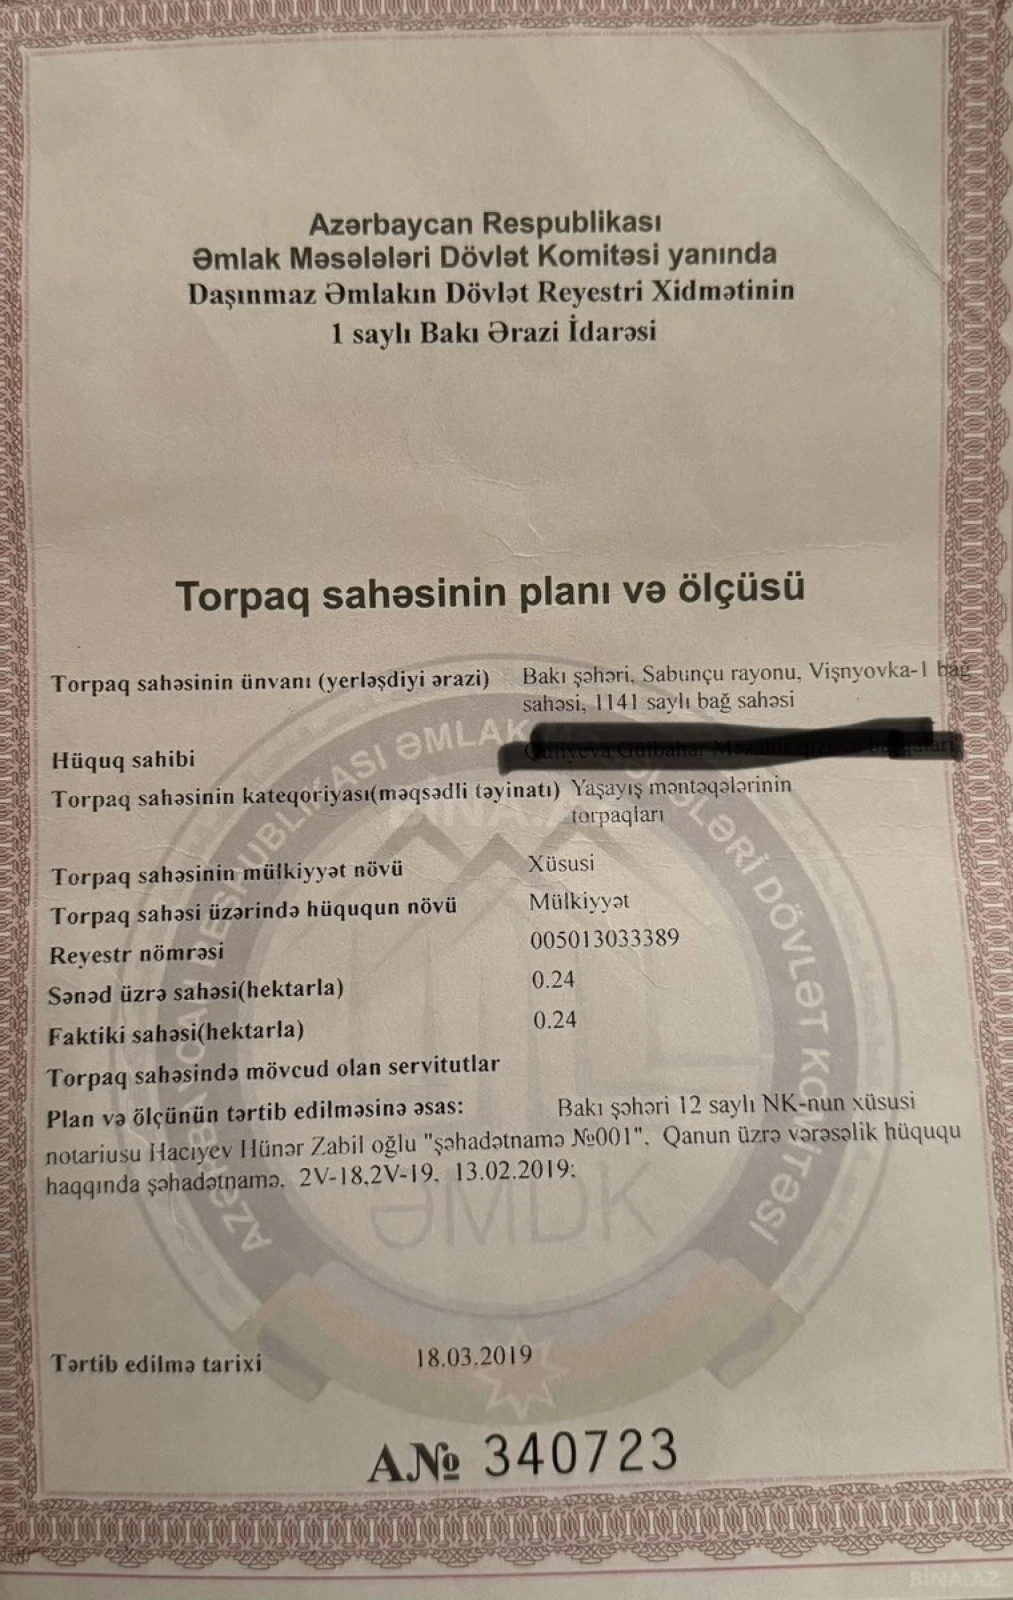 Azərbaycan Respublikası
Əmlak Məsələləri Dövlət Komitəsi yanında
Daşınmaz Əmlakın Dövlət Reyestri Xidmətinin
1 saylı Bakı Ərazi İdarəsi
Torpaq sahəsinin planı və ölçüsü
Torpaq sahəsinin ünvanı (yerləşdiyi ərazi) Bakı şəhəri, Sabunçu rayonu, Vişnyovka-1 bağ
sahəsi, 1141 saylı bağ sahəsi
Hüquq sahibi
Torpaq sahəsinin kateqoriyası(məqsədli təyinatı) Yaşayış məntəqələrinin
torpaqları
Torpaq sahəsinin mülkiyyət növü Xüsusi
Torpaq sahəsi üzərində hüququn növü Mülkiyyət
Reyestr nömrəsi 005013033389
Sənəd üzrə sahəsi(hektarla) 0.24
Faktiki sahəsi(hektarla) 0.24
Torpaq sahəsində mövcud olan servitutlar
Plan və ölçünün tərtib edilməsinə əsas: Bakı şəhəri 12 saylı NK-nun xüsusi
notariusu Hacıyev Hünər Zabil oğlu "şəhadətnamə №001". Qanun üzrə vərəsəlik hüququ
haqqında şəhadətnamə. 2V-18,2V-19, 13.02.2019;
ƏMDK
Tərtib edilmə tarixi 18.03.2019
A№ 340723
BİNA.AZ